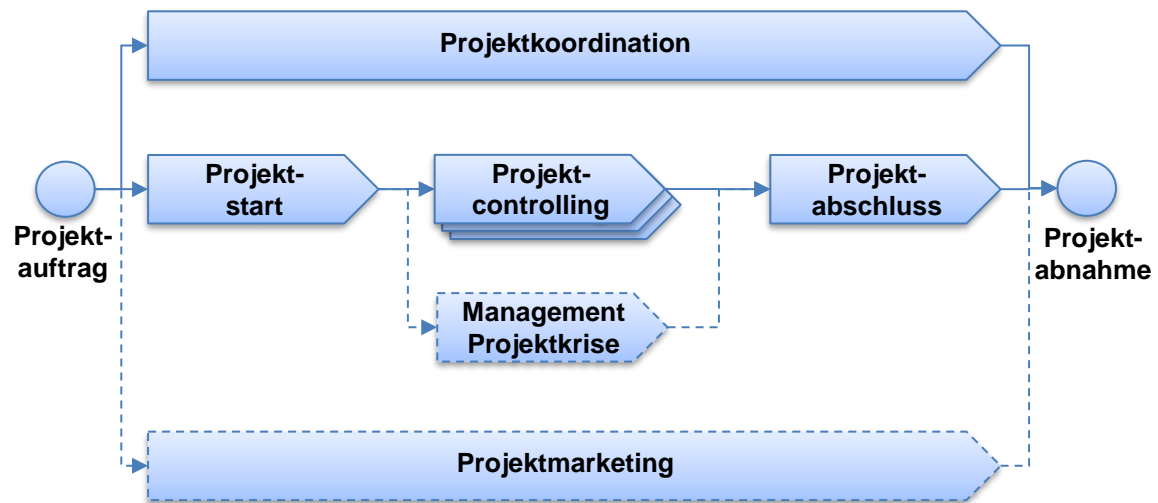 Projektkoordination
Projekt-
start
Projekt-
controlling
Projekt-
abschluss
Projekt-
auftrag
Projekt-
abnahme
Management
Projektkrise
Projektmarketing